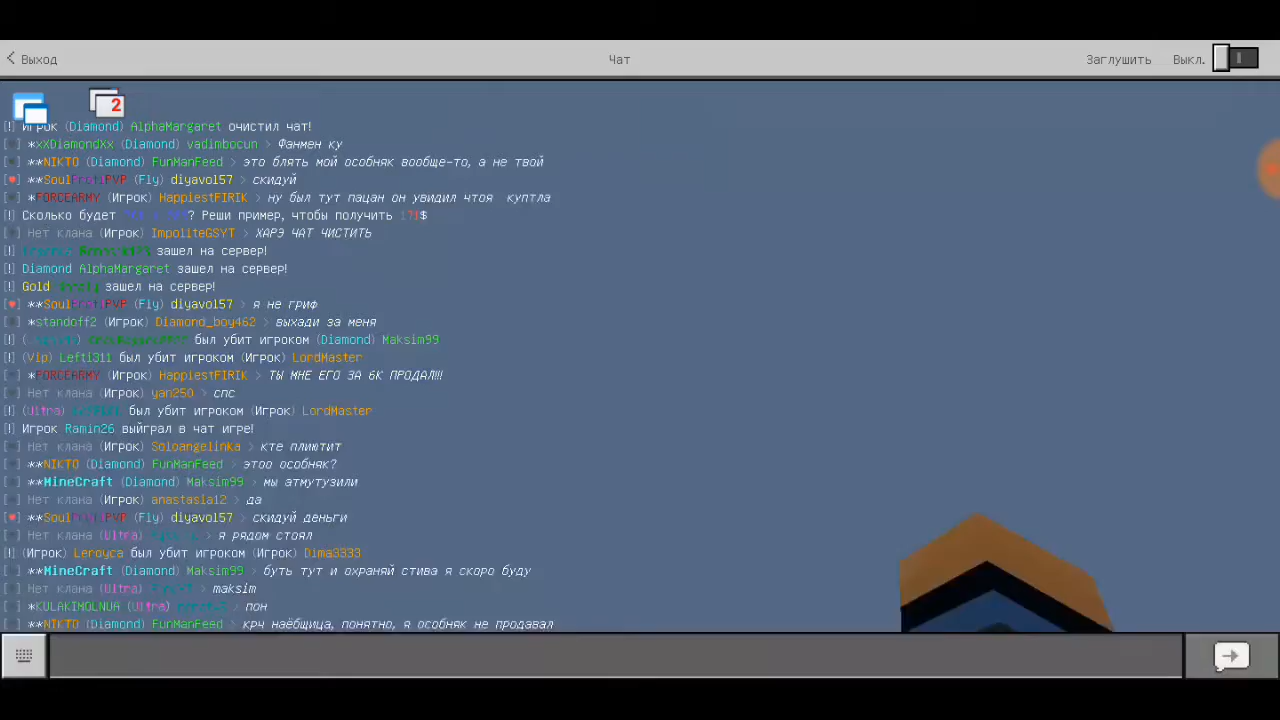 Выход
Чат
Заглушить Выкл.
2
[!] Игрок (Diamond) AlphaMargaret очистил чат!
*xXDiamondXx (Diamond) vadimbocun > Фанмен ку
**NIKTO (Diamond) FunManFeed > это блять мой особняк вообще-то, а не твой
**SoulProtiPVP (Fly) diyavol57 > скидуй
*FORCEARMY (Игрок) HappiestFIRIK > ну был тут пацан он увидил чтоя куптла
[!] Сколько будет ? Реши пример, чтобы получить $
Нет клана (Игрок) ImpoliteGSYT > ХАРЭ ЧАТ ЧИСТИТЬ
[!] зашел на сервер!
[!] Diamond AlphaMargaret зашел на сервер!
[!] Gold зашел на сервер!
**SoulProtiPVP (Fly) diyavol57 > я не гриф
*standoff2 (Игрок) Diamond_boy462 > выхади за меня
[!] был убит игроком (Diamond) Maksim99
[!] (Vip) Lefti311 был убит игроком (Игрок) LordMaster
*FORCEARMY (Игрок) HappiestFIRIK > ТЫ МНЕ ЕГО ЗА 6К ПРОДАЛ!!!
Нет клана (Игрок) yan250 > спс
[!] (Ultra) был убит игроком (Игрок) LordMaster
[!] Игрок Ramin26 выйграл в чат игре!
Нет клана (Игрок) Soloangelinka > кте плиютит
**NIKTO (Diamond) FunManFeed > этоо особняк?
**MineCraft (Diamond) Maksim99 > мы атмутузили
Нет клана (Игрок) anastasia12 > да
**SoulProtiPVP (Fly) diyavol57 > скидуй деньги
Нет клана (Ultra) > я рядом стоял
[!] (Игрок) Leroyca был убит игроком (Игрок) Dima3333
**MineCraft (Diamond) Maksim99 > буть тут и охраняй стива я скоро буду
Нет клана (Ultra) > maksim
*KULAKIMOLNUA (Ultra) > пон
**NIKTO (Diamond) FunManFeed > крч наёбщица, понятно, я особняк не продавал